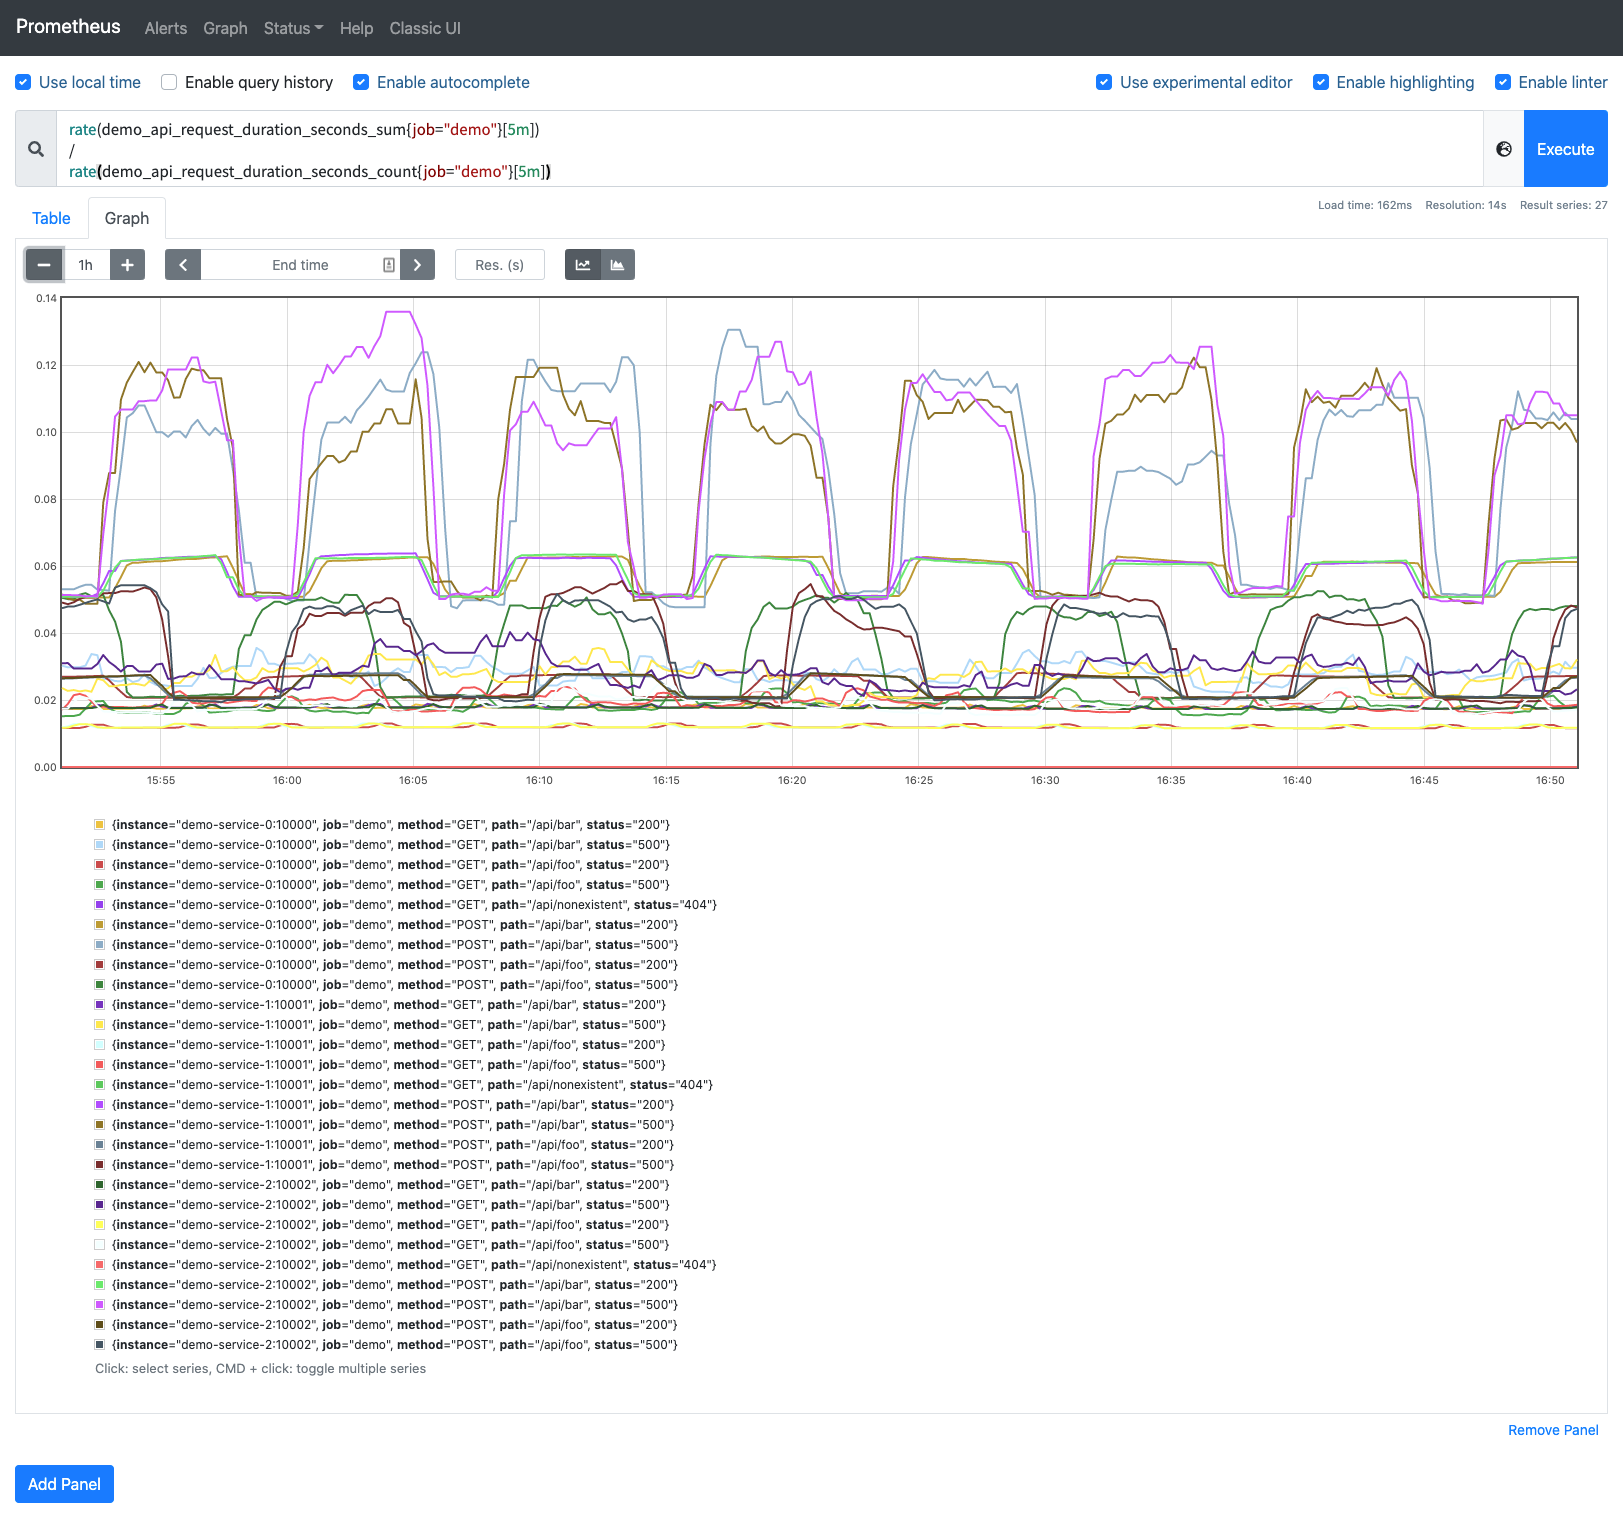 Prometheus Alerts Graph Status Help Classic UI
Use local time Enable query history Enable autocomplete Use experimental editor Enable highlighting Enable linter
rate(demo_api_request_duration_seconds_sum{job="demo"}[5m])
/
rate(demo_api_request_duration_seconds_count{job="demo"}[5m])
Execute
Load time: 162ms Resolution: 14s Result series: 27
Table Graph
1h End time Res. (s)
0.14
0.12
0.10
0.08
0.06
0.04
0.02
0.00
15:55 16:00 16:05 16:10 16:15 16:20 16:25 16:30 16:35 16:40 16:45 16:50
{instance="demo-service-0:10000", job="demo", method="GET", path="/api/bar", status="200"}
{instance="demo-service-0:10000", job="demo", method="GET", path="/api/bar", status="500"}
{instance="demo-service-0:10000", job="demo", method="GET", path="/api/foo", status="200"}
{instance="demo-service-0:10000", job="demo", method="GET", path="/api/foo", status="500"}
{instance="demo-service-0:10000", job="demo", method="GET", path="/api/nonexistent", status="404"}
{instance="demo-service-0:10000", job="demo", method="POST", path="/api/bar", status="200"}
{instance="demo-service-0:10000", job="demo", method="POST", path="/api/bar", status="500"}
{instance="demo-service-0:10000", job="demo", method="POST", path="/api/foo", status="200"}
{instance="demo-service-0:10000", job="demo", method="POST", path="/api/foo", status="500"}
{instance="demo-service-1:10001", job="demo", method="GET", path="/api/bar", status="200"}
{instance="demo-service-1:10001", job="demo", method="GET", path="/api/bar", status="500"}
{instance="demo-service-1:10001", job="demo", method="GET", path="/api/foo", status="200"}
{instance="demo-service-1:10001", job="demo", method="GET", path="/api/foo", status="500"}
{instance="demo-service-1:10001", job="demo", method="GET", path="/api/nonexistent", status="404"}
{instance="demo-service-1:10001", job="demo", method="POST", path="/api/bar", status="200"}
{instance="demo-service-1:10001", job="demo", method="POST", path="/api/bar", status="500"}
{instance="demo-service-1:10001", job="demo", method="POST", path="/api/foo", status="200"}
{instance="demo-service-1:10001", job="demo", method="POST", path="/api/foo", status="500"}
{instance="demo-service-2:10002", job="demo", method="GET", path="/api/bar", status="200"}
{instance="demo-service-2:10002", job="demo", method="GET", path="/api/bar", status="500"}
{instance="demo-service-2:10002", job="demo", method="GET", path="/api/foo", status="200"}
{instance="demo-service-2:10002", job="demo", method="GET", path="/api/foo", status="500"}
{instance="demo-service-2:10002", job="demo", method="GET", path="/api/nonexistent", status="404"}
{instance="demo-service-2:10002", job="demo", method="POST", path="/api/bar", status="200"}
{instance="demo-service-2:10002", job="demo", method="POST", path="/api/bar", status="500"}
{instance="demo-service-2:10002", job="demo", method="POST", path="/api/foo", status="200"}
{instance="demo-service-2:10002", job="demo", method="POST", path="/api/foo", status="500"}
Click: select series, CMD + click: toggle multiple series
Remove Panel
Add Panel